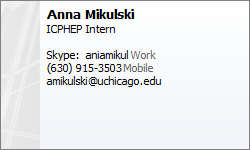 Anna Mikulski
ICPHEP Intern
Skype: aniamikul Work
(630) 915-3503 Mobile
amikulski@uchicago.edu